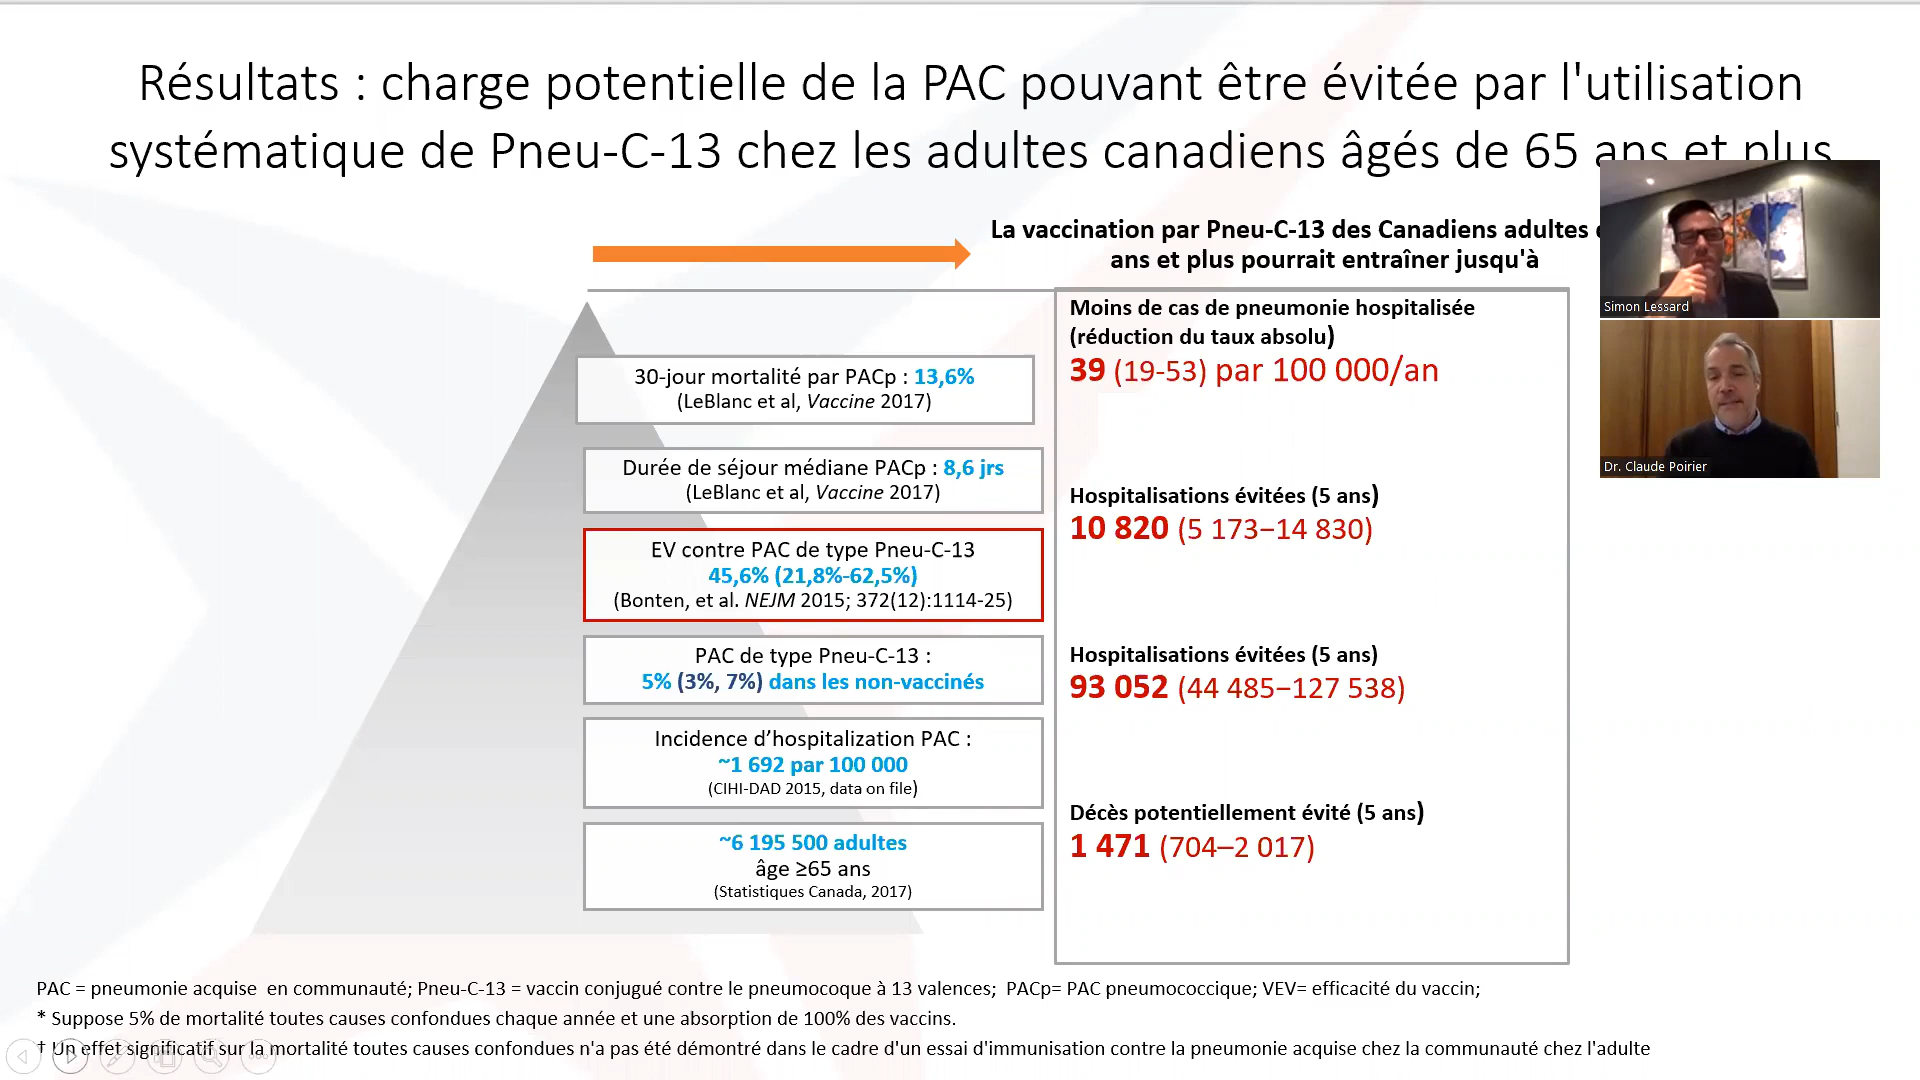 Résultats : charge potentielle de la PAC pouvant être évitée par l'utilisation
systématique de Pneu-C-13 chez les adultes canadiens âgés de 65 ans et plus
La vaccination par Pneu-C-13 des Canadiens adultes
ans et plus pourrait entraîner jusqu'à
30-jour mortalité par PACp : 13,6%
(LeBlanc et al, Vaccine 2017)
Durée de séjour médiane PACp : 8,6 jrs
(LeBlanc et al, Vaccine 2017)
EV contre PAC de type Pneu-C-13
45,6% (21,8%-62,5%)
(Bonten, et al. NEJM 2015; 372(12):1114-25)
PAC de type Pneu-C-13 :
5% (3%, 7%) dans les non-vaccinés
Incidence d’hospitalization PAC :
~1 692 par 100 000
(CIHI-DAD 2015, data on file)
~6 195 500 adultes
âge ≥65 ans
(Statistiques Canada, 2017)
Moins de cas de pneumonie hospitalisée
(réduction du taux absolu)
39 (19-53) par 100 000/an
Hospitalisations évitées (5 ans)
10 820 (5 173–14 830)
Hospitalisations évitées (5 ans)
93 052 (44 485–127 538)
Décès potentiellement évité (5 ans)
1 471 (704–2 017)
Simon Lessard
Dr. Claude Poirier
PAC = pneumonie acquise en communauté; Pneu-C-13 = vaccin conjugué contre le pneumocoque à 13 valences; PACp= PAC pneumococcique; VEV= efficacité du vaccin;
* Suppose 5% de mortalité toutes causes confondues chaque année et une absorption de 100% des vaccins.
† Un effet significatif sur la mortalité toutes causes confondues n'a pas été démontré dans le cadre d'un essai d'immunisation contre la pneumonie acquise chez la communauté chez l'adulte